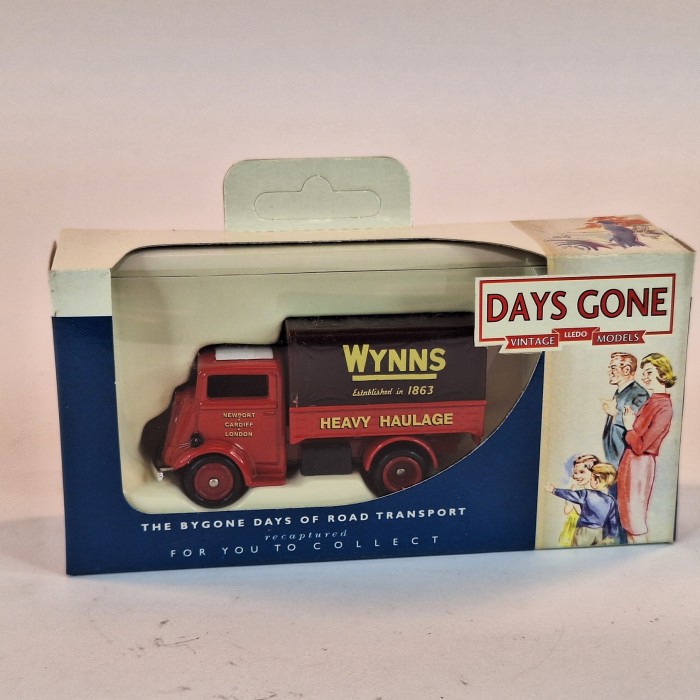 DAYS GONE
VINTAGE LLEDO MODELS
WYNNS
Established in 1863
HEAVY HAULAGE
NEWPORT
CARDIFF
LONDON
THE BYGONE DAYS OF ROAD TRANSPORT
recaptured
FOR YOU TO COLLECT